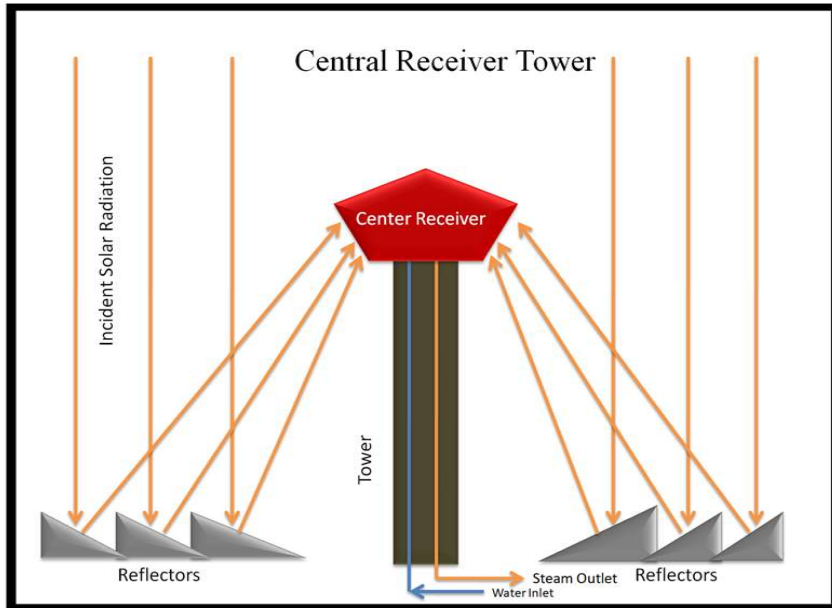 Central Receiver Tower
Incident Solar Radiation
Center Receiver
Tower
Reflectors
Steam Outlet
Reflectors
Water Inlet